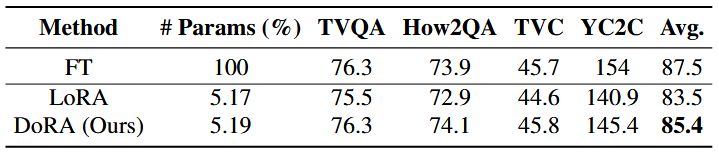 Method # Params (%) TVQA How2QA TVC YC2C Avg.
FT 100 76.3 73.9 45.7 154 87.5
LoRA 5.17 75.5 72.9 44.6 140.9 83.5
DoRA (Ours) 5.19 76.3 74.1 45.8 145.4 85.4